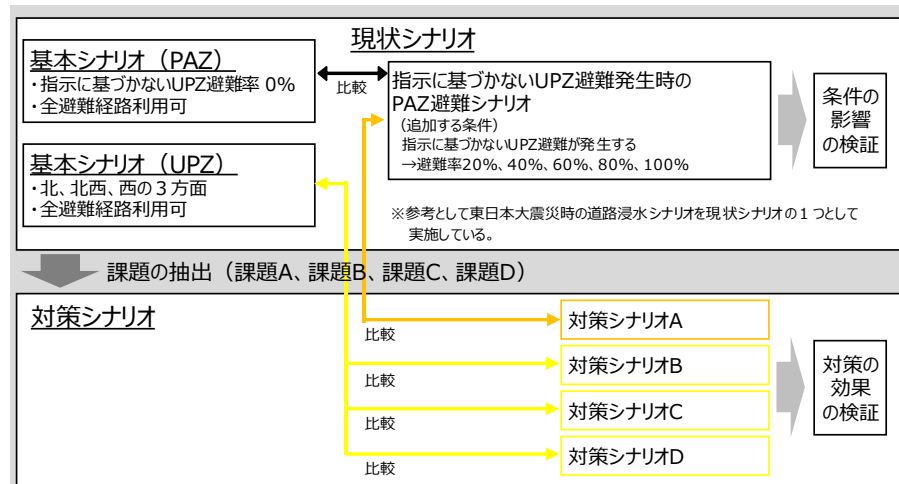 現状シナリオ
基本シナリオ（PAZ）
・指示に基づかないUPZ避難率 0%
・全避難経路利用可
比較
指示に基づかないUPZ避難発生時の
PAZ避難シナリオ
（追加する条件）
指示に基づかないUPZ避難が発生する
→避難率20%、40%、60%、80%、100%
条件の
影響
の検証
基本シナリオ（UPZ）
・北、北西、西の３方面
・全避難経路利用可
※参考として東日本大震災時の道路浸水シナリオを現状シナリオの１つとして
実施している。
課題の抽出（課題A、課題B、課題C、課題D）
対策シナリオ
比較
対策シナリオA
比較
対策シナリオB
比較
対策シナリオC
比較
対策シナリオD
対策の
効果
の検証